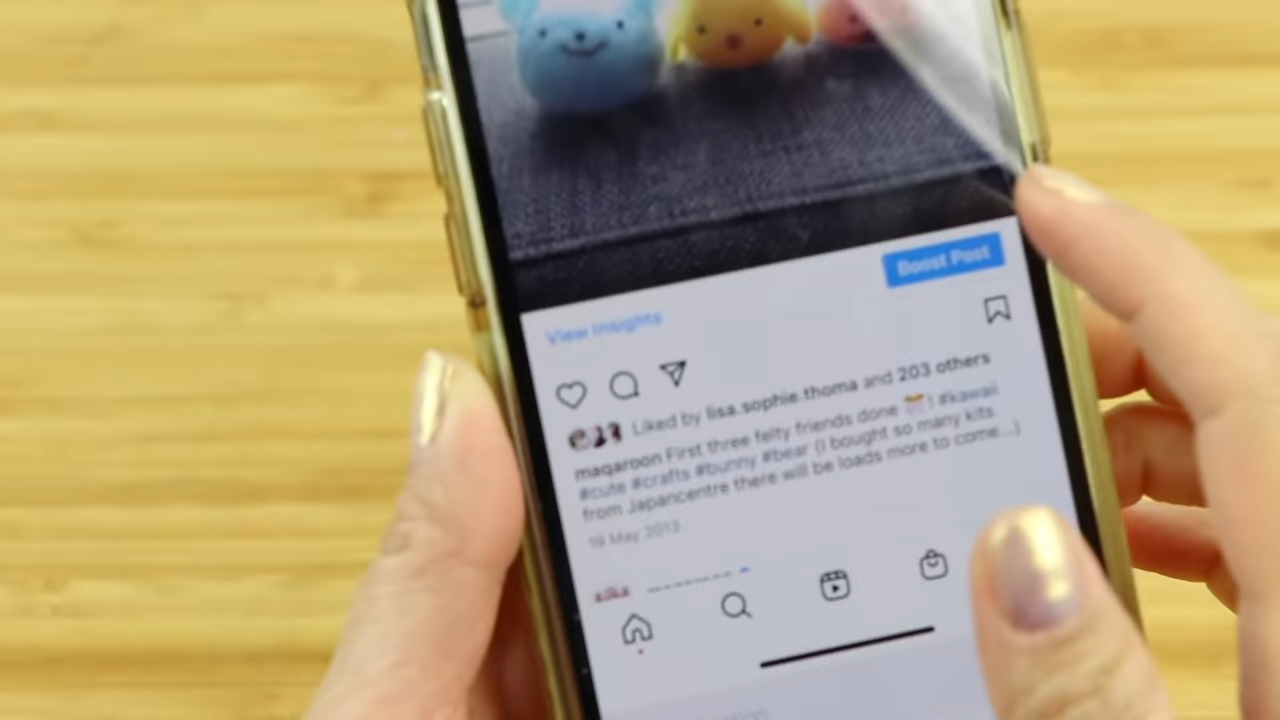 Boost Post
View Insights
Liked by lisa.sophie.thoma and 203 others
maqaroon First three felty friends done 🎊! #kawaii
#cute #crafts #bunny #bear (I bought so many kits
from Japancentre there will be loads more to come...)
19 May 2013